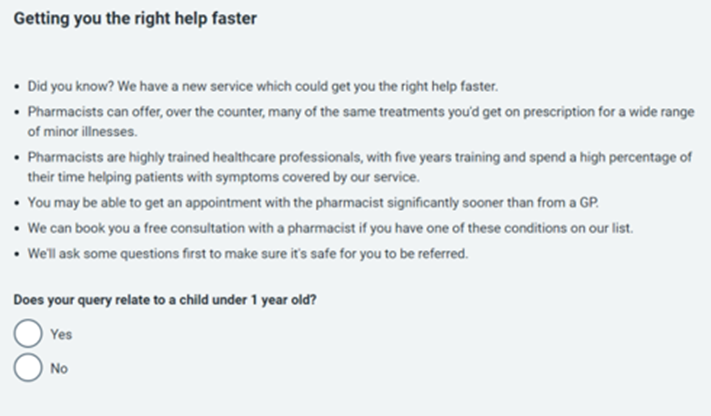 Getting you the right help faster
• Did you know? We have a new service which could get you the right help faster.
• Pharmacists can offer, over the counter, many of the same treatments you'd get on prescription for a wide range
of minor illnesses.
• Pharmacists are highly trained healthcare professionals, with five years training and spend a high percentage of
their time helping patients with symptoms covered by our service.
• You may be able to get an appointment with the pharmacist significantly sooner than from a GP.
• We can book you a free consultation with a pharmacist if you have one of these conditions on our list.
• We'll ask some questions first to make sure it's safe for you to be referred.
Does your query relate to a child under 1 year old?
Yes
No